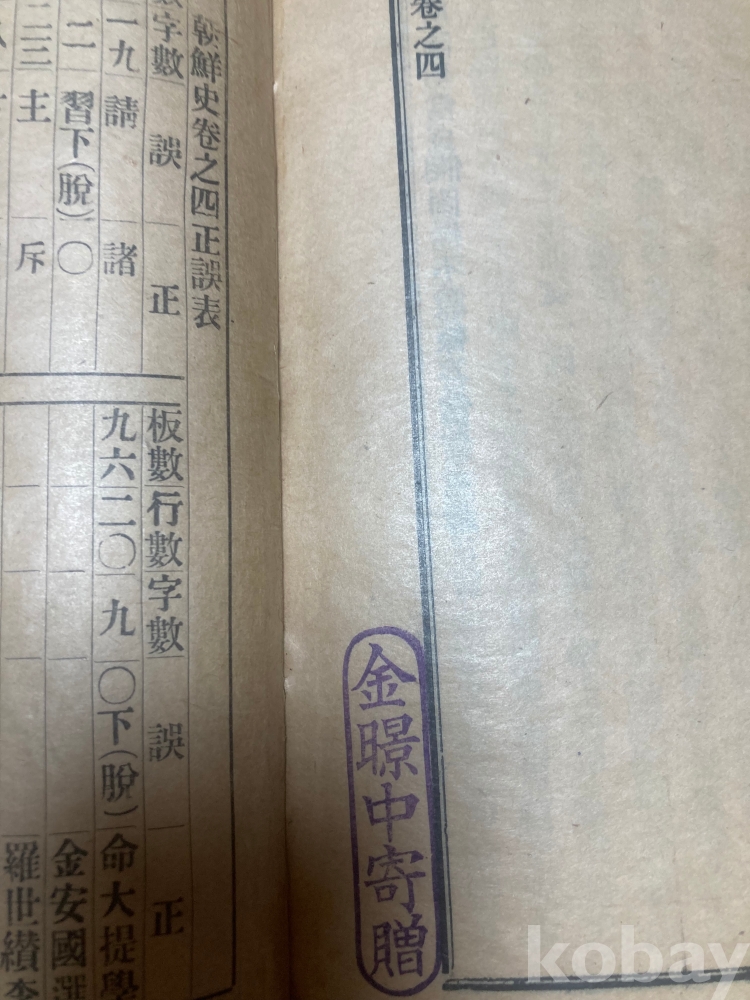 卷之四
金暻中寄贈
朝鮮史卷之四正誤表
字數 誤 正
一九 請 諸
二 習下(脫) 〇
二三 主 斥
板數 行數 字數 誤 正
九六 二〇 九 〇下(脫) 命大提學
金安國
羅世纘
kobay